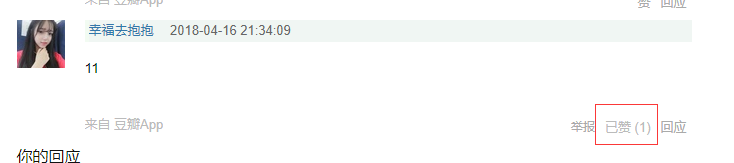 来自 豆瓣App 赞 回应
幸福去抱抱 2018-04-16 21:34:09
11
来自 豆瓣App 举报 已赞 (1) 回应
你的回应